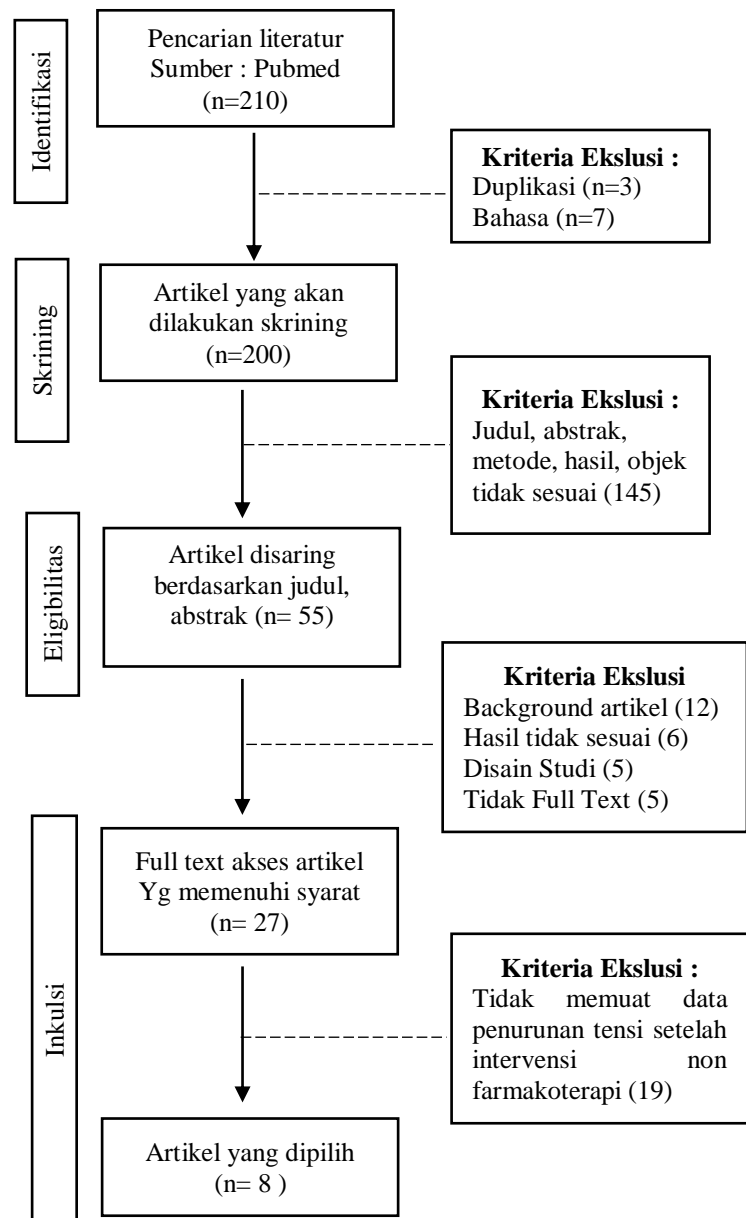 Identifikasi
Pencarian literatur
Sumber : Pubmed
(n=210)
Kriteria Ekslusi :
Duplikasi (n=3)
Bahasa (n=7)
Skrining
Artikel yang akan
dilakukan skrining
(n=200)
Kriteria Ekslusi :
Judul, abstrak,
metode, hasil, objek
tidak sesuai (145)
Eligibilitas
Artikel disaring
berdasarkan judul,
abstrak (n= 55)
Kriteria Ekslusi
Background artikel (12)
Hasil tidak sesuai (6)
Disain Studi (5)
Tidak Full Text (5)
Inkulsi
Full text akses artikel
Yg memenuhi syarat
(n= 27)
Kriteria Ekslusi :
Tidak memuat data
penurunan tensi setelah
intervensi non
farmakoterapi (19)
Artikel yang dipilih
(n= 8 )